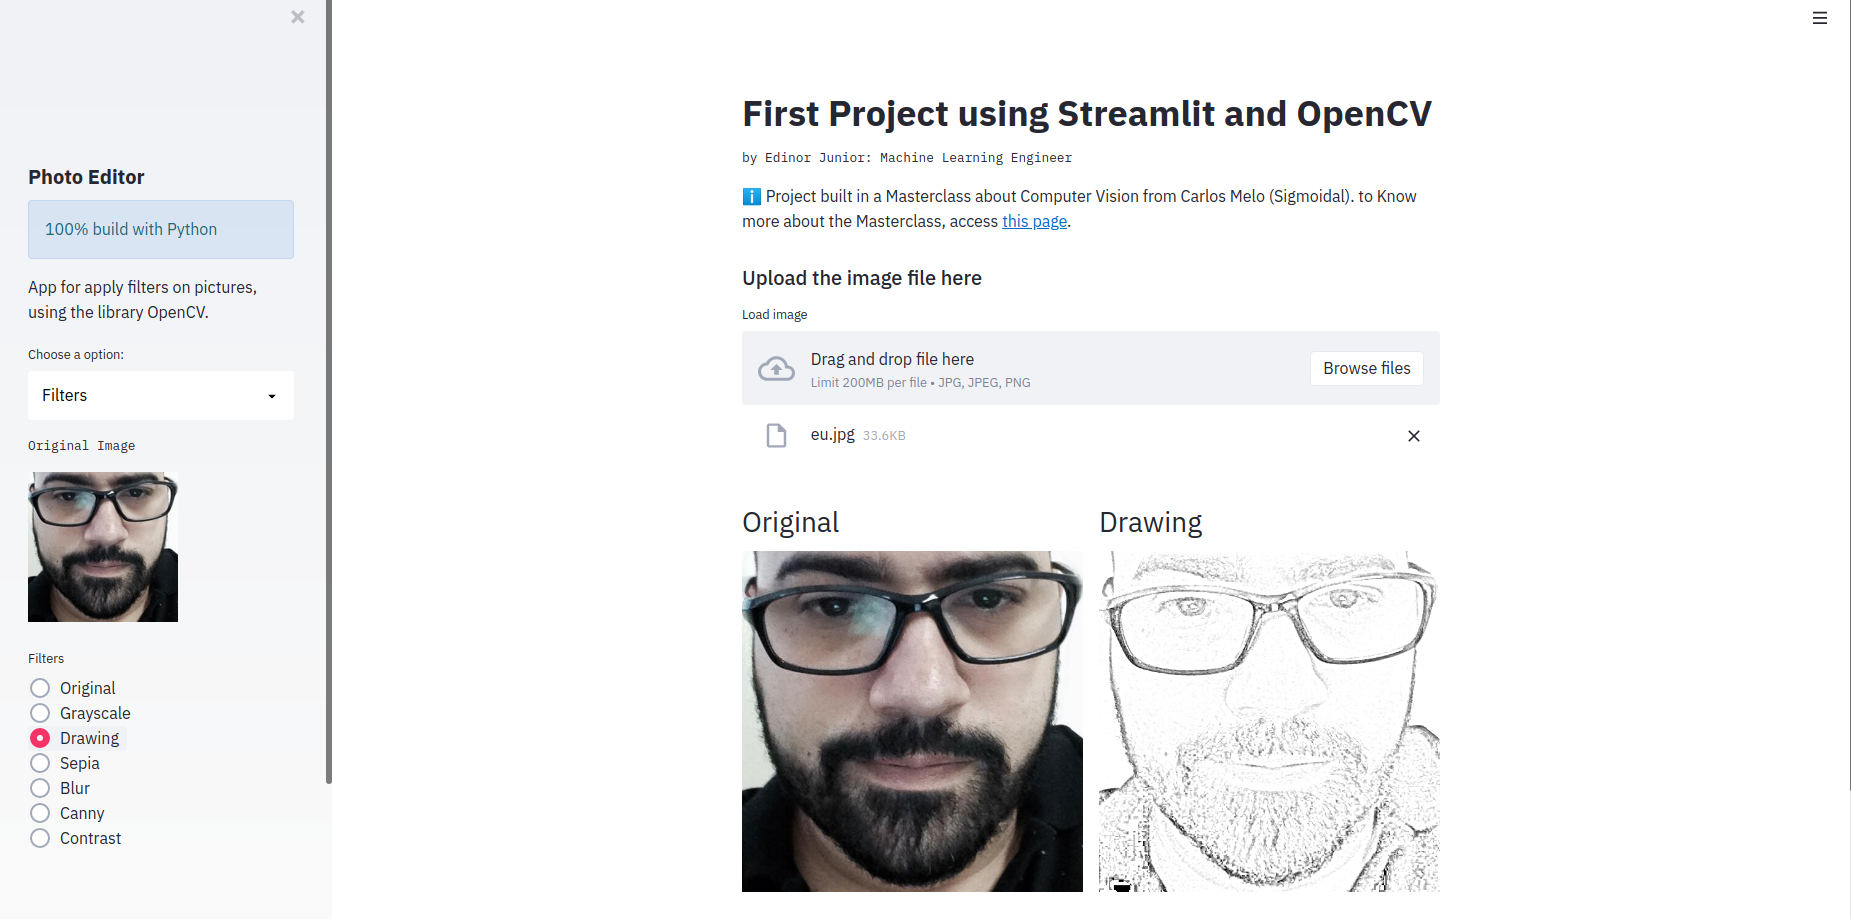 Photo Editor
100% build with Python
App for apply filters on pictures,
using the library OpenCV.
Choose a option:
Filters
Original Image
Filters
Original
Grayscale
Drawing
Sepia
Blur
Canny
Contrast
First Project using Streamlit and OpenCV
by Edinor Junior: Machine Learning Engineer
ℹ️ Project built in a Masterclass about Computer Vision from Carlos Melo (Sigmoidal). to Know
more about the Masterclass, access this page.
Upload the image file here
Load image
Drag and drop file here
Limit 200MB per file • JPG, JPEG, PNG
Browse files
eu.jpg 33.6KB
Original
Drawing